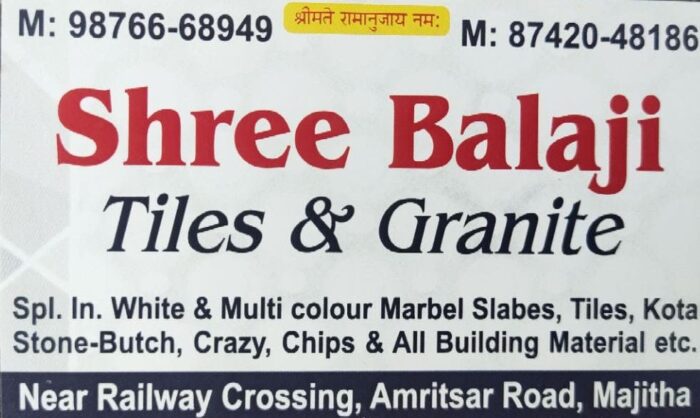 M: 98766-68949
श्रीमते रामानुजाय नम:
M: 87420-48186
Shree Balaji
Tiles & Granite
Spl. In. White & Multi colour Marbel Slabes, Tiles, Kota
Stone-Butch, Crazy, Chips & All Building Material etc.
Near Railway Crossing, Amritsar Road, Majitha